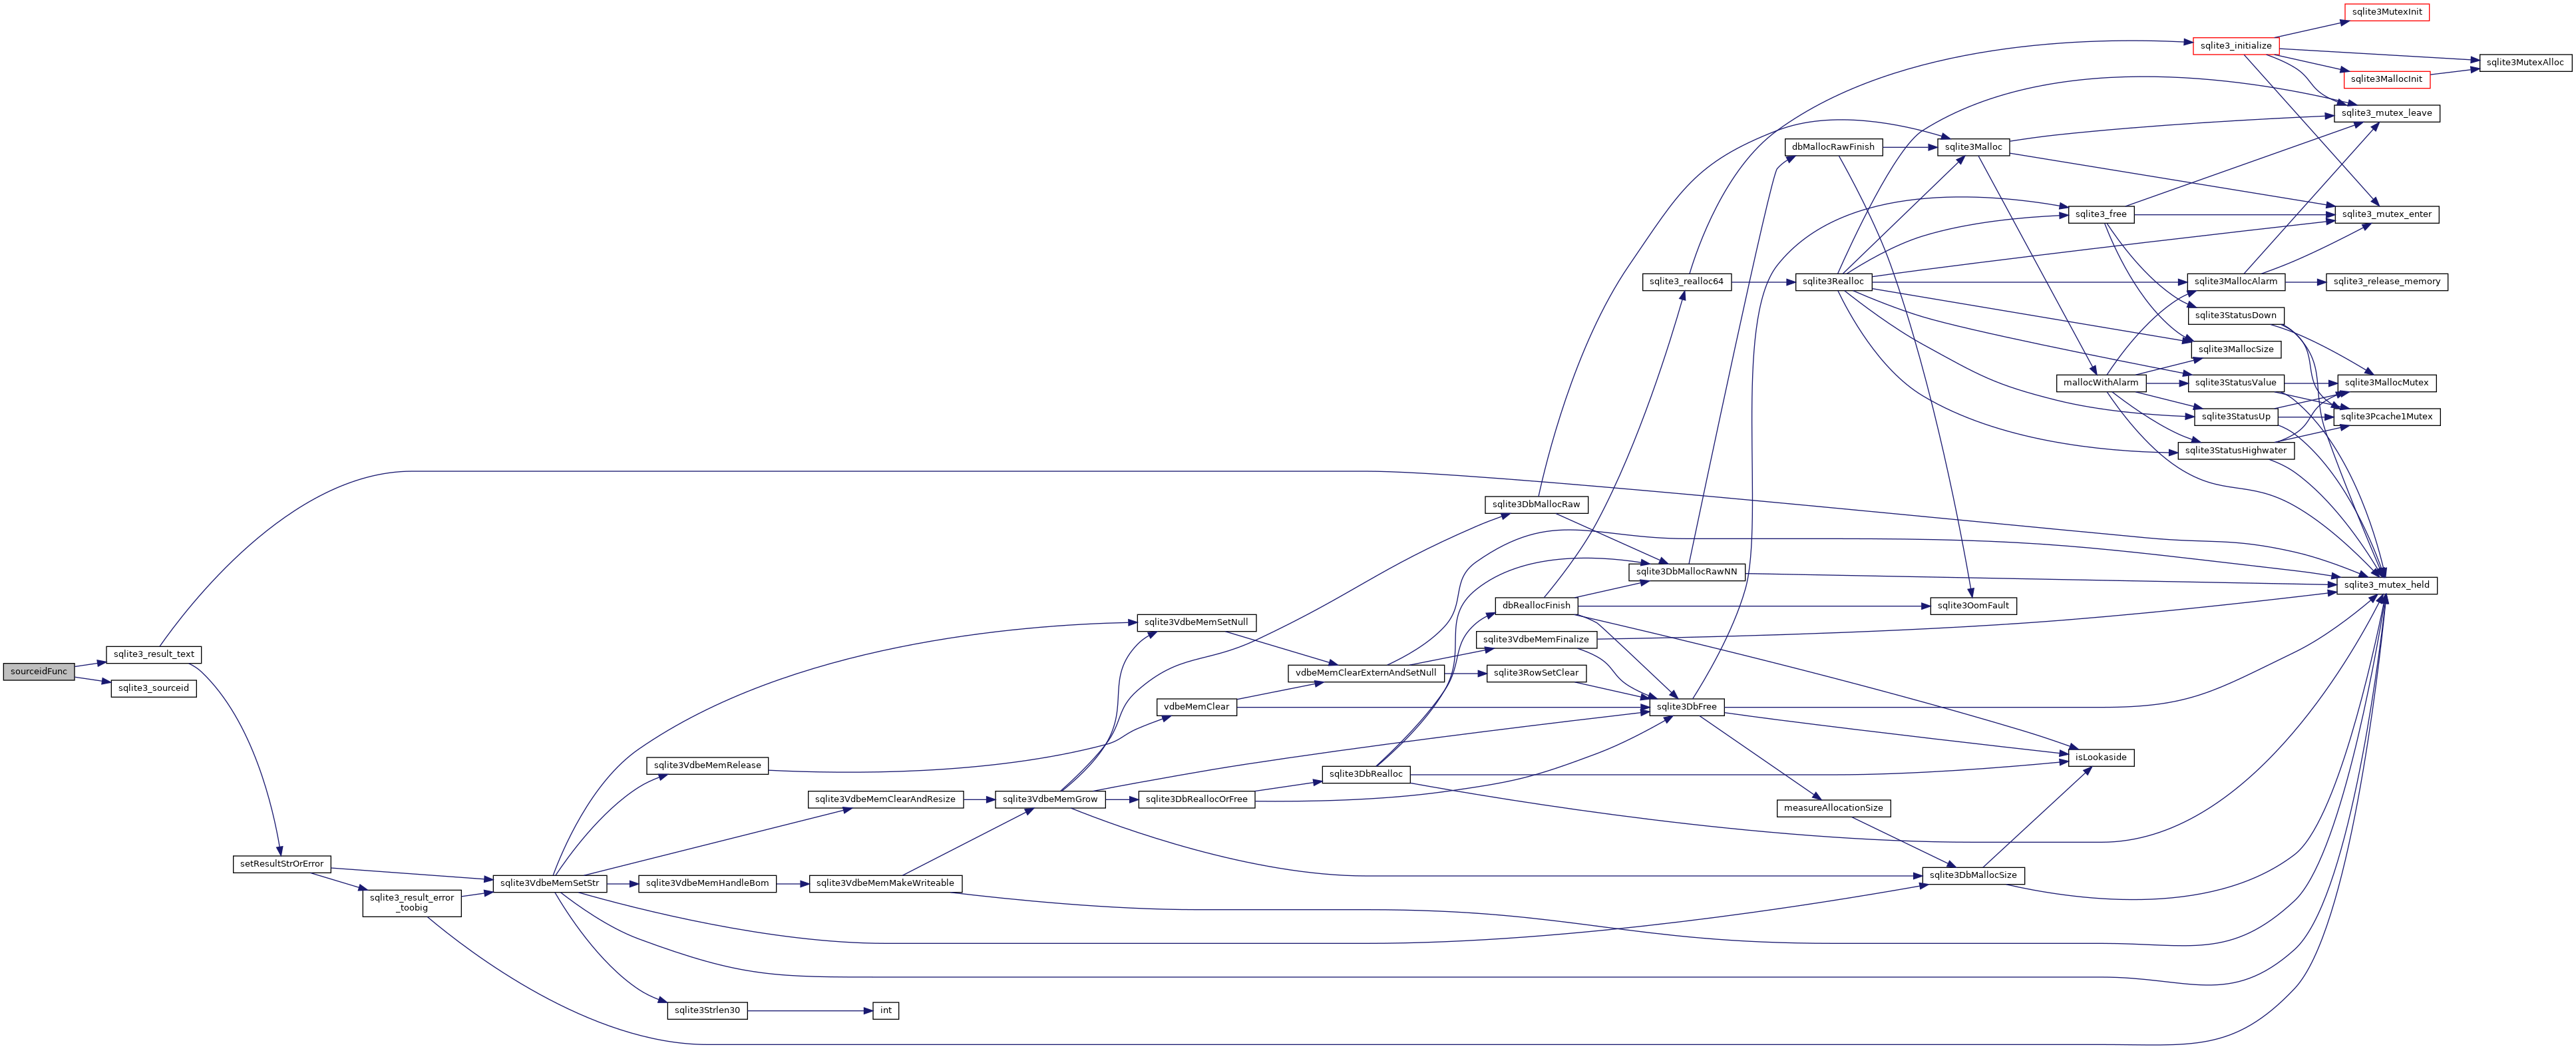 sqlite3MutexInit
sqlite3_initialize
sqlite3MutexAlloc
sqlite3MallocInit
sqlite3_mutex_leave
dbMallocRawFinish
sqlite3Malloc
sqlite3_free
sqlite3_mutex_enter
sqlite3_realloc64
sqlite3Realloc
sqlite3MallocAlarm
sqlite3_release_memory
sqlite3StatusDown
sqlite3MallocSize
mallocWithAlarm
sqlite3StatusValue
sqlite3MallocMutex
sqlite3StatusUp
sqlite3Pcache1Mutex
sqlite3StatusHighwater
sqlite3DbMallocRaw
sqlite3DbMallocRawNN
sqlite3_mutex_held
dbReallocFinish
sqlite3OomFault
sqlite3VdbeMemSetNull
sqlite3VdbeMemFinalize
sqlite3_result_text
sourceidFunc
vdbeMemClearExternAndSetNull
sqlite3RowSetClear
sqlite3_sourceid
vdbeMemClear
sqlite3DbFree
isLookaside
sqlite3VdbeMemRelease
sqlite3DbRealloc
sqlite3VdbeMemClearAndResize
sqlite3VdbeMemGrow
sqlite3DbReallocOrFree
measureAllocationSize
setResultStrOrError
sqlite3VdbeMemSetStr
sqlite3VdbeMemHandleBom
sqlite3VdbeMemMakeWriteable
sqlite3DbMallocSize
sqlite3_result_error
_toobig
sqlite3Strlen30
int